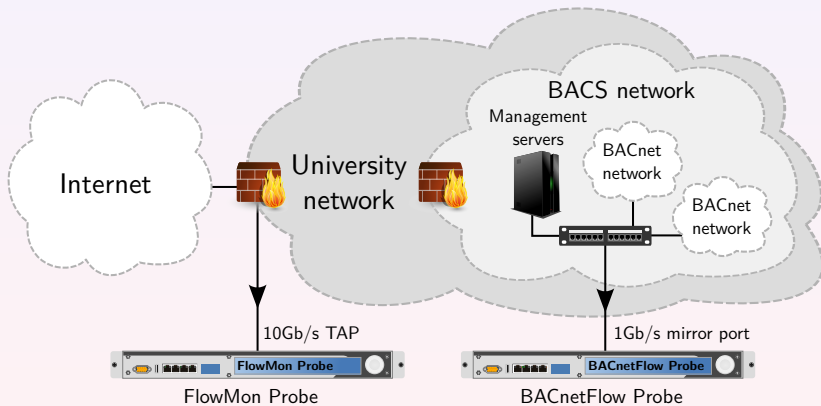 BACS network
Management
servers
BACnet
network
University
network
Internet
BACnet
network
10Gb/s TAP
1Gb/s mirror port
FlowMon Probe
BACnetFlow Probe
FlowMon Probe
BACnetFlow Probe